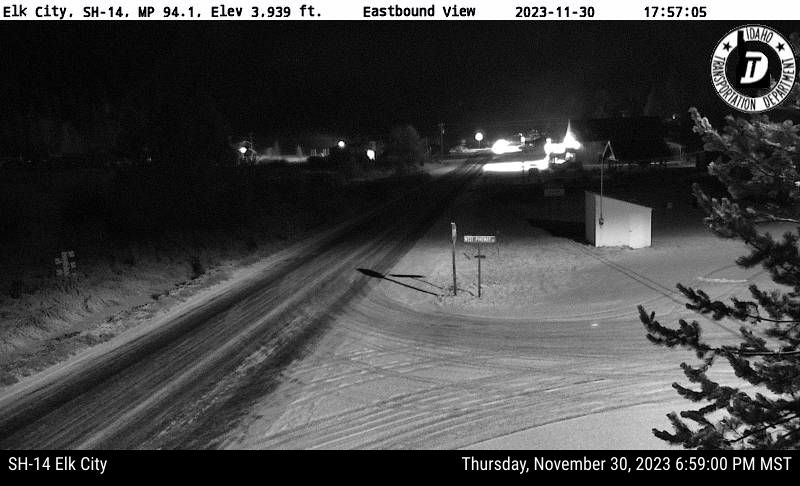 Elk City, SH-14, MP 94.1, Elev 3,939 ft. Eastbound View 2023-11-30 17:57:05
IDAHO
TRANSPORTATION DEPARTMENT
SH-14 Elk City Thursday, November 30, 2023 6:59:00 PM MST